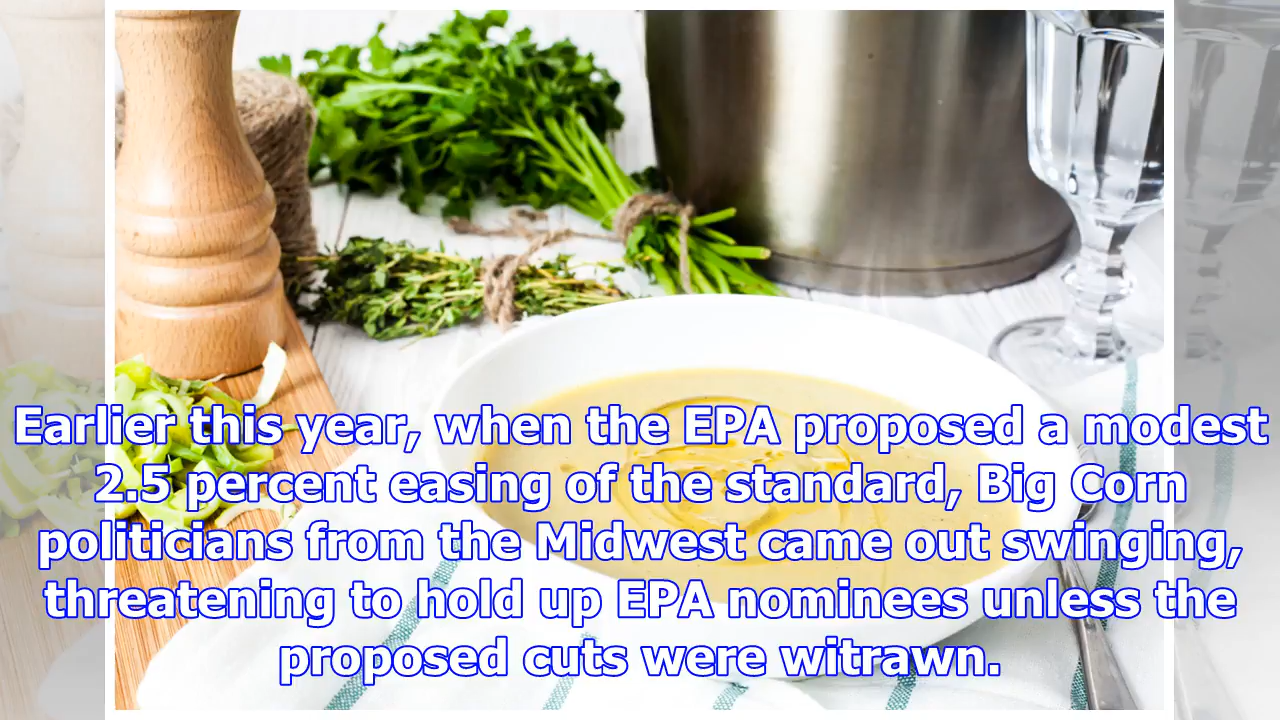 Earlier this year, when the EPA proposed a modest
2.5 percent easing of the standard, Big Corn
politicians from the Midwest came out swinging,
threatening to hold up EPA nominees unless the
proposed cuts were witrawn.